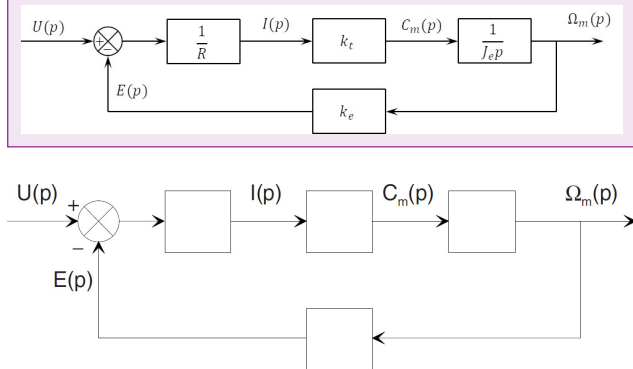 U(p) + − 1/R I(p) k_t C_m(p) 1/(J_e p) Ω_m(p)
E(p) k_e
U(p) + − I(p) C_m(p) Ω_m(p)
E(p)